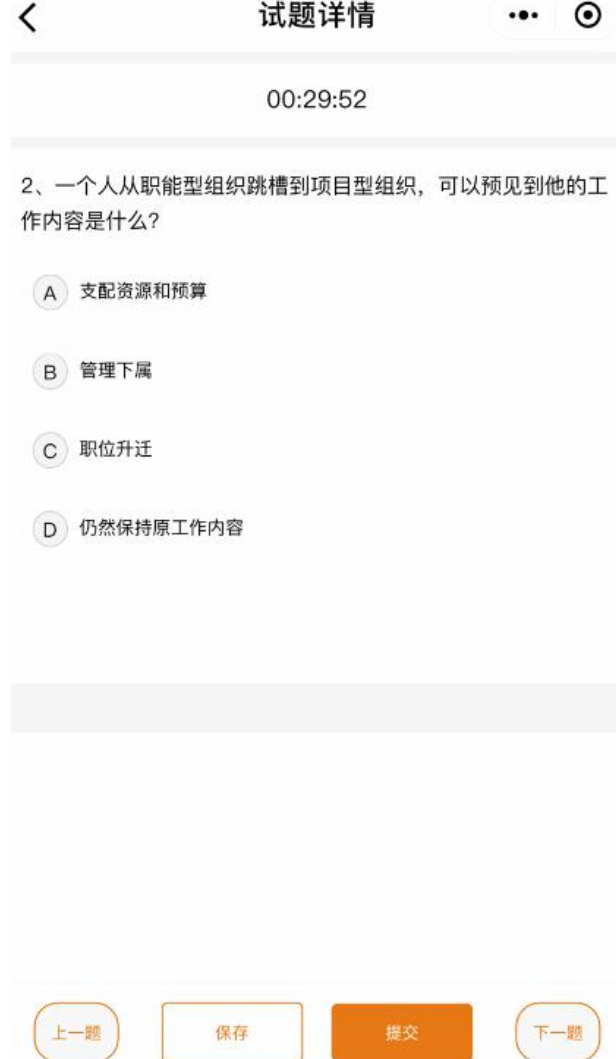 试题详情
00:29:52
2、一个人从职能型组织跳槽到项目型组织，可以预见到他的工
作内容是什么?
A 支配资源和预算
B 管理下属
C 职位升迁
D 仍然保持原工作内容
上一题 保存 提交 下一题